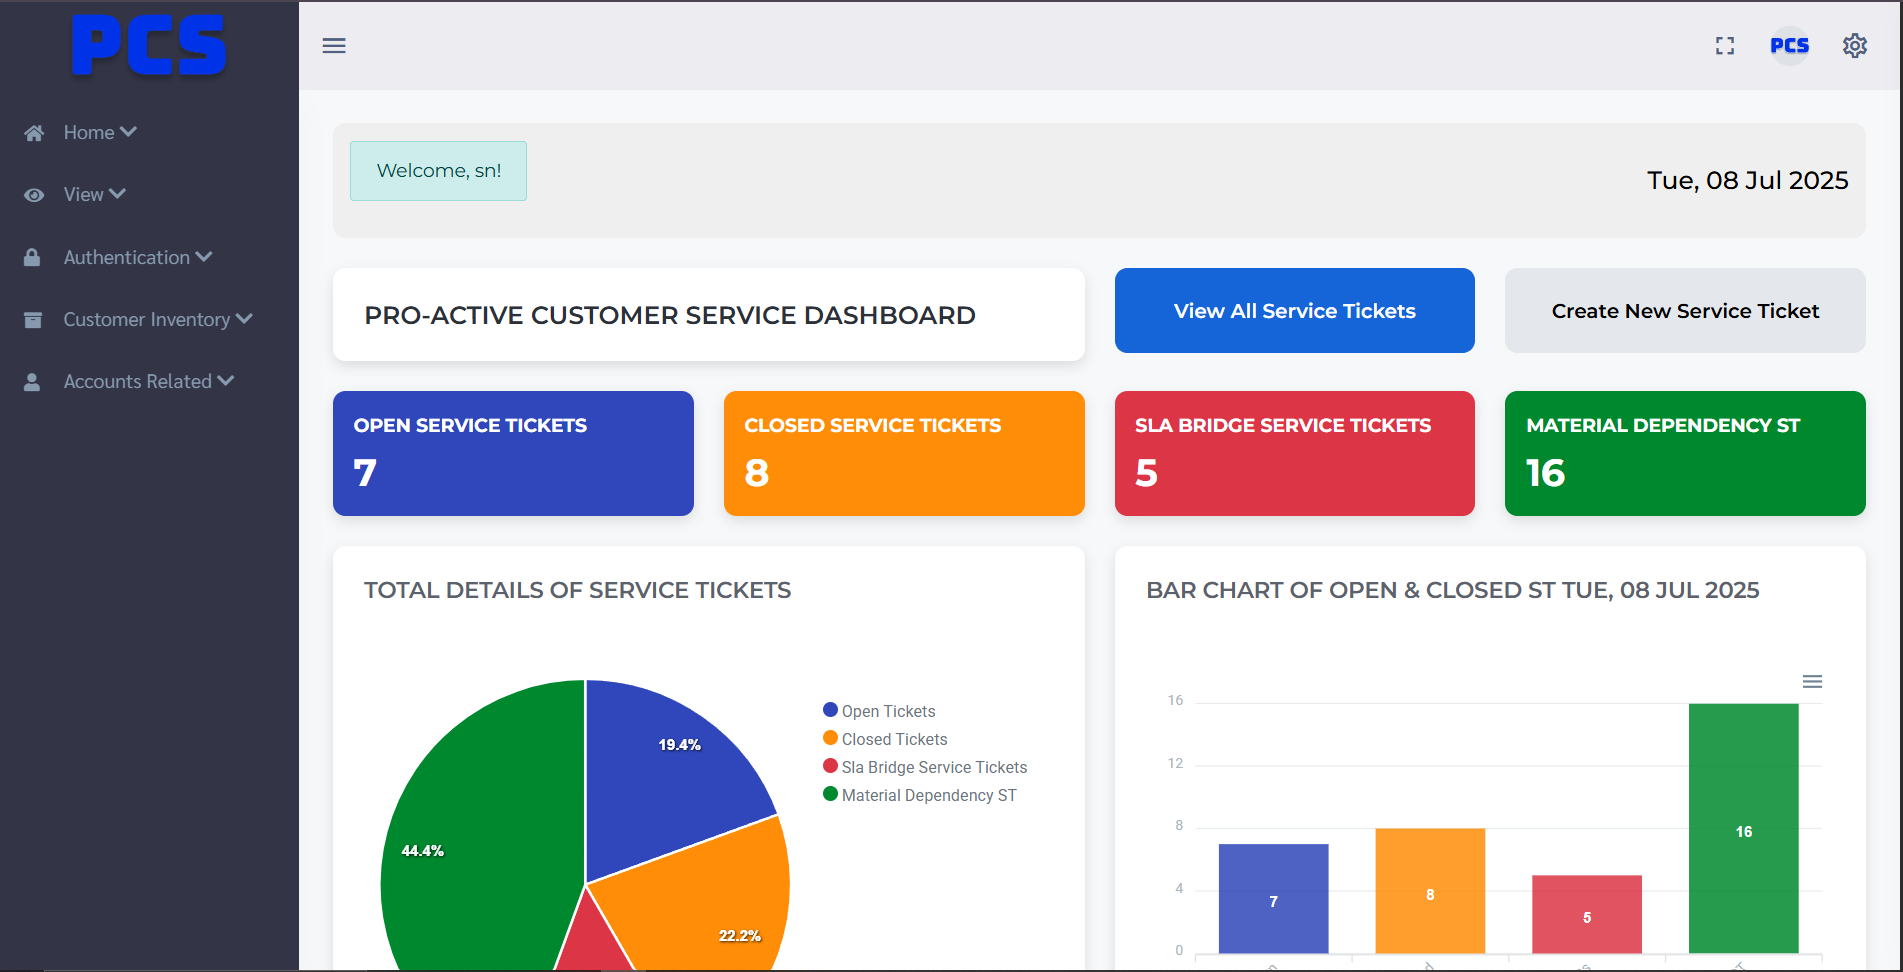 PCS
Home
View
Authentication
Customer Inventory
Accounts Related
PCS
Welcome, sn!
Tue, 08 Jul 2025
PRO-ACTIVE CUSTOMER SERVICE DASHBOARD
View All Service Tickets
Create New Service Ticket
OPEN SERVICE TICKETS
7
CLOSED SERVICE TICKETS
8
SLA BRIDGE SERVICE TICKETS
5
MATERIAL DEPENDENCY ST
16
TOTAL DETAILS OF SERVICE TICKETS
19.4%
44.4%
22.2%
Open Tickets
Closed Tickets
Sla Bridge Service Tickets
Material Dependency ST
BAR CHART OF OPEN & CLOSED ST TUE, 08 JUL 2025
16
12
8
4
0
7
8
5
16